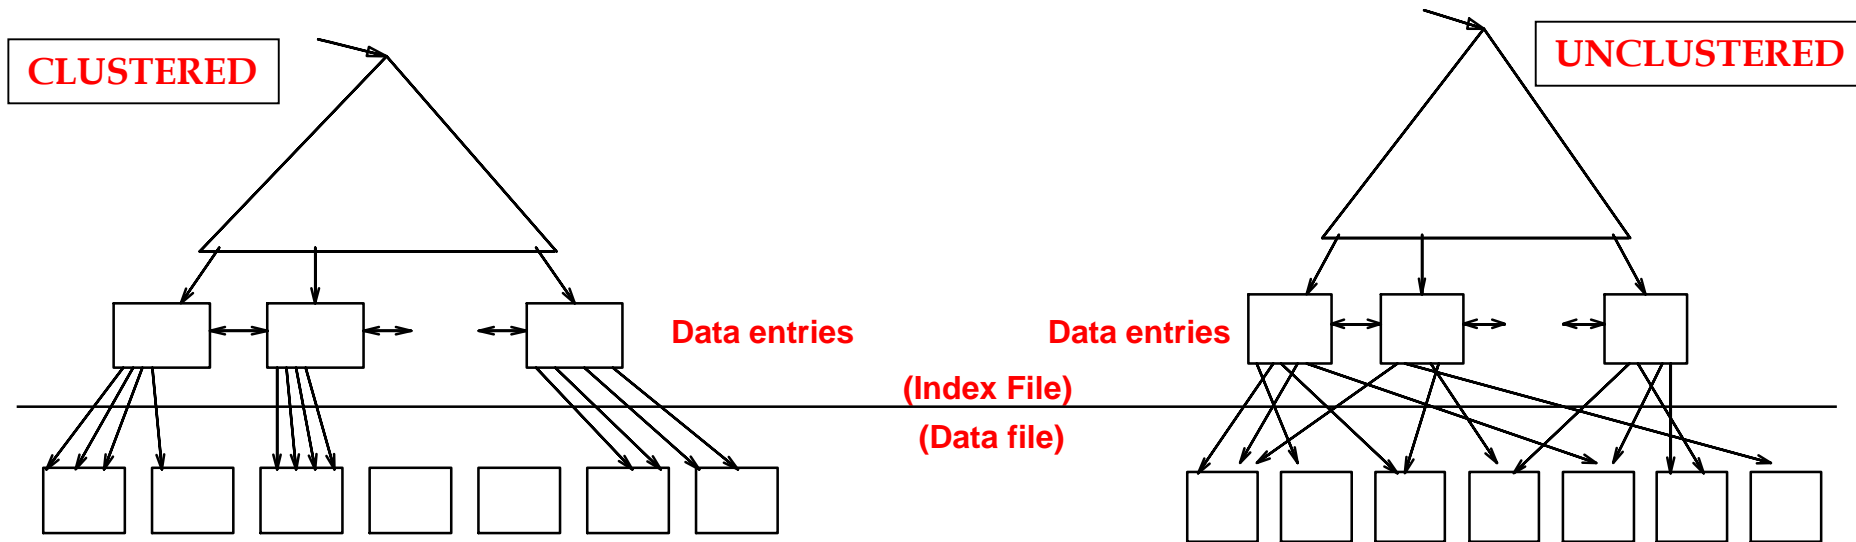 CLUSTERED
UNCLUSTERED
Data entries
Data entries
(Index File)
(Data file)